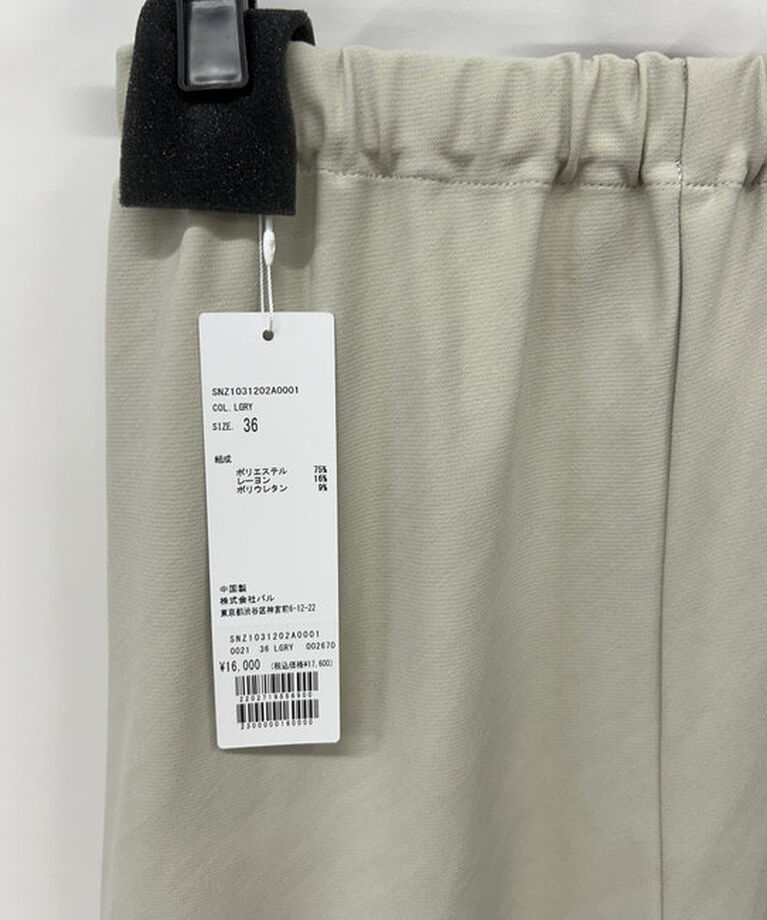 SNZ1031202A0001
COL.LGRY
SIZE. 36
組成
ポリエステル 75%
レーヨン 16%
ポリウレタン 9%
中国製
株式会社パル
東京都渋谷区神宮前6-12-22
SNZ1031202A0001
0021 36 LGRY 002670
¥16,000 (税込価格¥17,600)
2202719856900
2500000160000